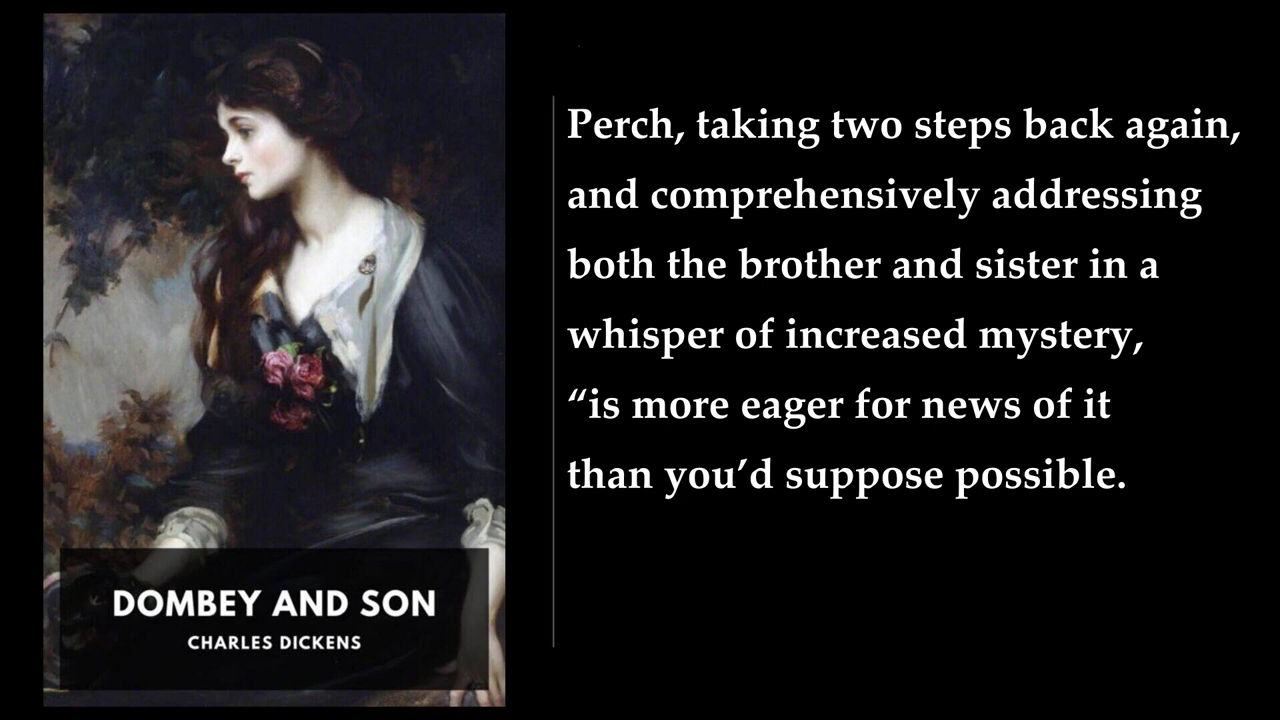 DOMBEY AND SON
CHARLES DICKENS
Perch, taking two steps back again,
and comprehensively addressing
both the brother and sister in a
whisper of increased mystery,
“is more eager for news of it
than you’d suppose possible.